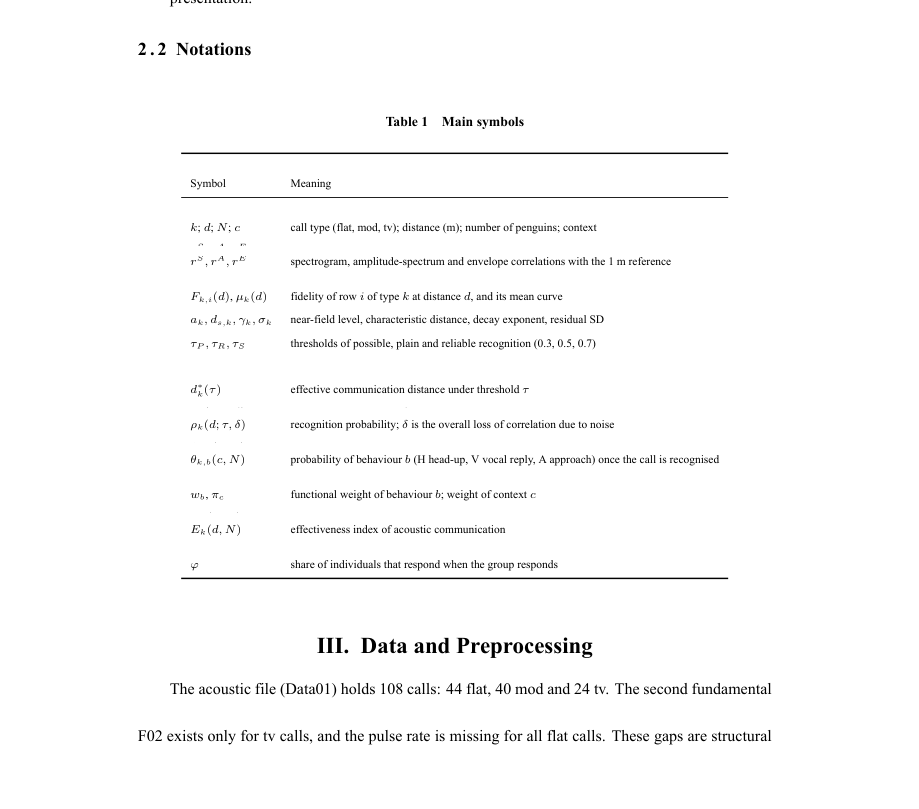 presentation.
2.2 Notations
Table 1 Main symbols
Symbol Meaning
k; d; N; c call type (flat, mod, tv); distance (m); number of penguins; context
r^S, r^A, r^E spectrogram, amplitude-spectrum and envelope correlations with the 1 m reference
F_{k,i}(d), μ_k(d) fidelity of row i of type k at distance d, and its mean curve
a_k, d_{s,k}, γ_k, σ_k near-field level, characteristic distance, decay exponent, residual SD
τ_P, τ_R, τ_S thresholds of possible, plain and reliable recognition (0.3, 0.5, 0.7)
d*_k(τ) effective communication distance under threshold τ
ρ_k(d; τ, δ) recognition probability; δ is the overall loss of correlation due to noise
θ_{k,b}(c, N) probability of behaviour b (H head-up, V vocal reply, A approach) once the call is recognised
w_b, π_c functional weight of behaviour b; weight of context c
E_k(d, N) effectiveness index of acoustic communication
φ share of individuals that respond when the group responds
III. Data and Preprocessing
The acoustic file (Data01) holds 108 calls: 44 flat, 40 mod and 24 tv. The second fundamental
F02 exists only for tv calls, and the pulse rate is missing for all flat calls. These gaps are structural